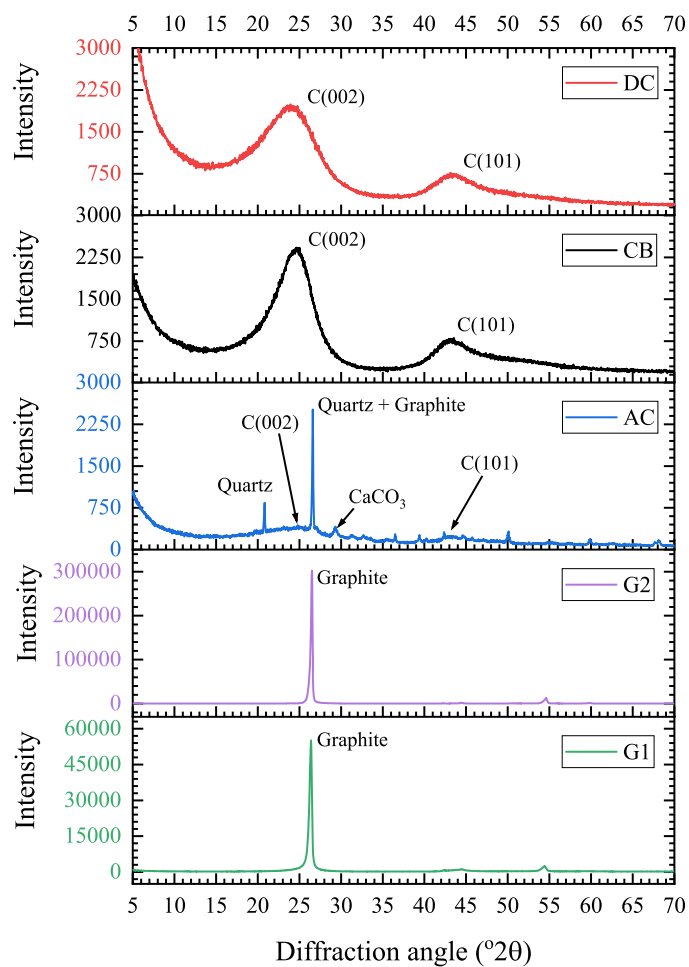 5 10 15 20 25 30 35 40 45 50 55 60 65 70
3000
2250
1500
750
Intensity
C(002)
C(101)
DC
3000
2250
1500
750
Intensity
C(002)
C(101)
CB
3000
2250
1500
750
0
Intensity
Quartz + Graphite
C(002)
Quartz
CaCO₃
C(101)
AC
300000
200000
100000
0
Intensity
Graphite
G2
60000
45000
30000
15000
0
Intensity
Graphite
G1
5 10 15 20 25 30 35 40 45 50 55 60 65 70
Diffraction angle (°2θ)